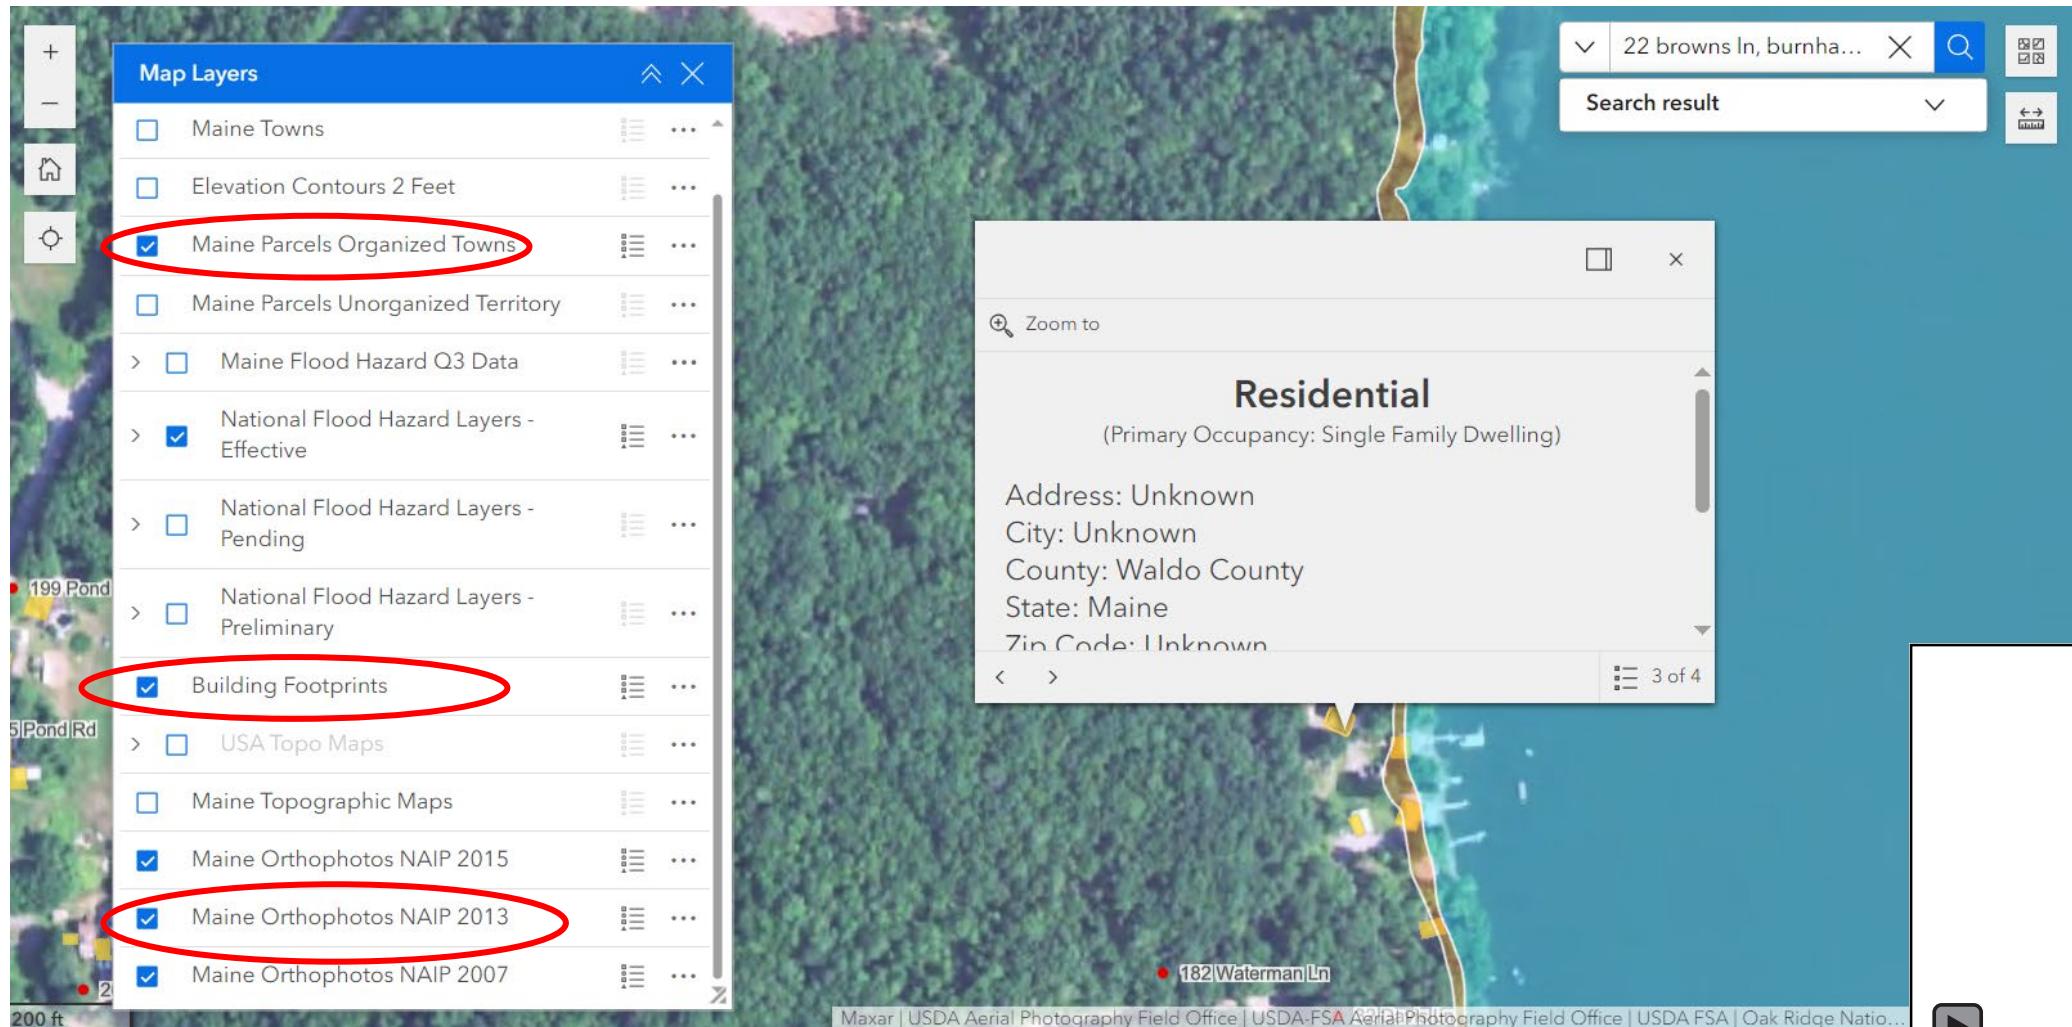 Map Layers
Maine Towns
Elevation Contours 2 Feet
Maine Parcels Organized Towns
Maine Parcels Unorganized Territory
Maine Flood Hazard Q3 Data
National Flood Hazard Layers -
Effective
National Flood Hazard Layers -
Pending
National Flood Hazard Layers -
Preliminary
Building Footprints
USA Topo Maps
Maine Topographic Maps
Maine Orthophotos NAIP 2015
Maine Orthophotos NAIP 2013
Maine Orthophotos NAIP 2007
22 browns ln, burnha...
Search result
Zoom to
Residential
(Primary Occupancy: Single Family Dwelling)
Address: Unknown
City: Unknown
County: Waldo County
State: Maine
Zip Code: Unknown
3 of 4
199 Pond
5 Pond Rd
2
182 Waterman Ln
200 ft
Maxar | USDA Aerial Photography Field Office | USDA-FSA Aerial Photography Field Office | USDA FSA | Oak Ridge Natio...